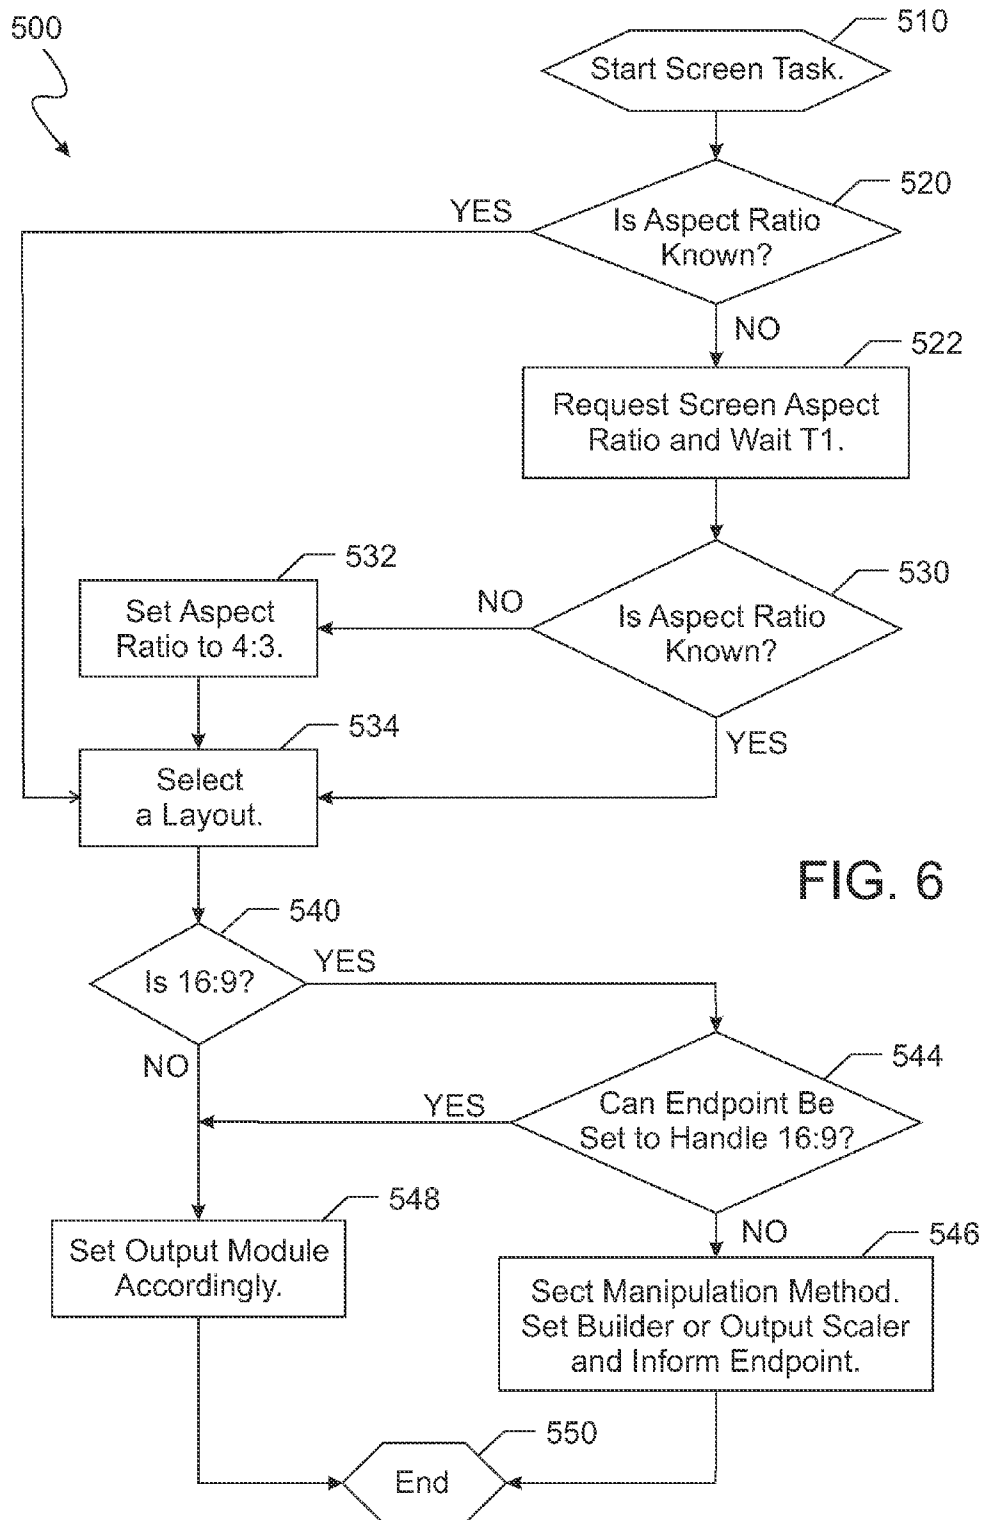 500
510
Start Screen Task.
520
YES
Is Aspect Ratio
Known?
NO
522
Request Screen Aspect
Ratio and Wait T1.
532
530
Set Aspect
Ratio to 4:3.
NO
Is Aspect Ratio
Known?
534
YES
Select
a Layout.
FIG. 6
540
Is 16:9?
YES
NO
544
YES
Can Endpoint Be
Set to Handle 16:9?
548
NO
546
Set Output Module
Accordingly.
Sect Manipulation Method.
Set Builder or Output Scaler
and Inform Endpoint.
550
End